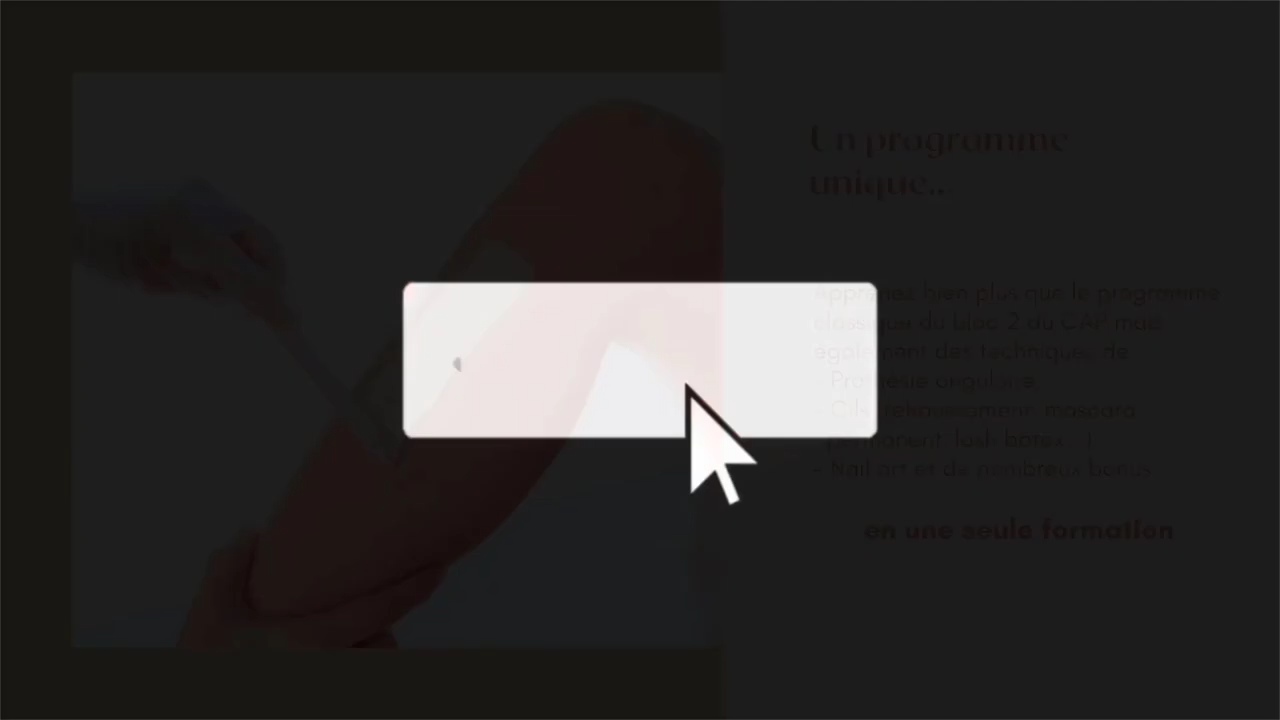 Un programme
unique...
Apprenez bien plus que le programme
classique du bloc 2 du CAP mais
également des techniques de
- Prothésie ongulaire
- Cils, rehaussement mascara
permanent, lash botox...)
- Nail art et de nombreux bonus
en une seule formation